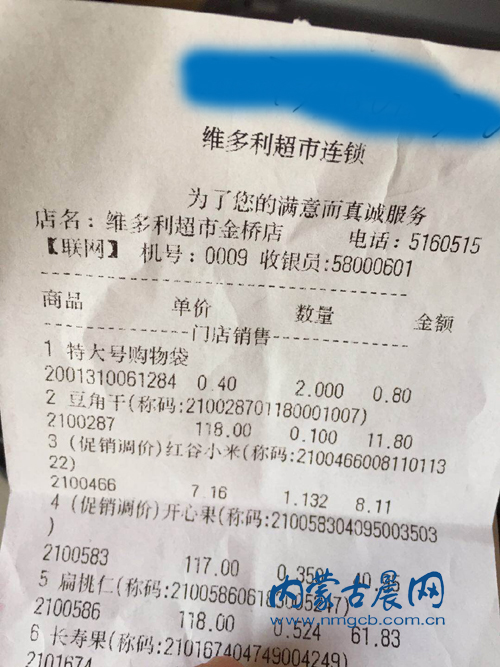 维多利超市连锁
为了您的满意而真诚服务
店名：维多利超市金桥店 电话：5160515
【联网】 机号：0009 收银员:58000601
商品 单价 数量 金额
门店销售
1 特大号购物袋
2001310061284 0.40 2.000 0.80
2 豆角干(称码:210028701180001007)
2100287 118.00 0.100 11.80
3 (促销调价)红谷小米(称码:2100466008110113
22)
2100466 7.16 1.132 8.11
4 (促销调价)开心果(称码:210058304095003503
)
2100583 117.00
5 扁桃仁
2100586 118.00 0.524 61.83
6 长寿果(称码:210167404749004249)
2101674
内蒙古晨网
www.nmgcb.com.cn